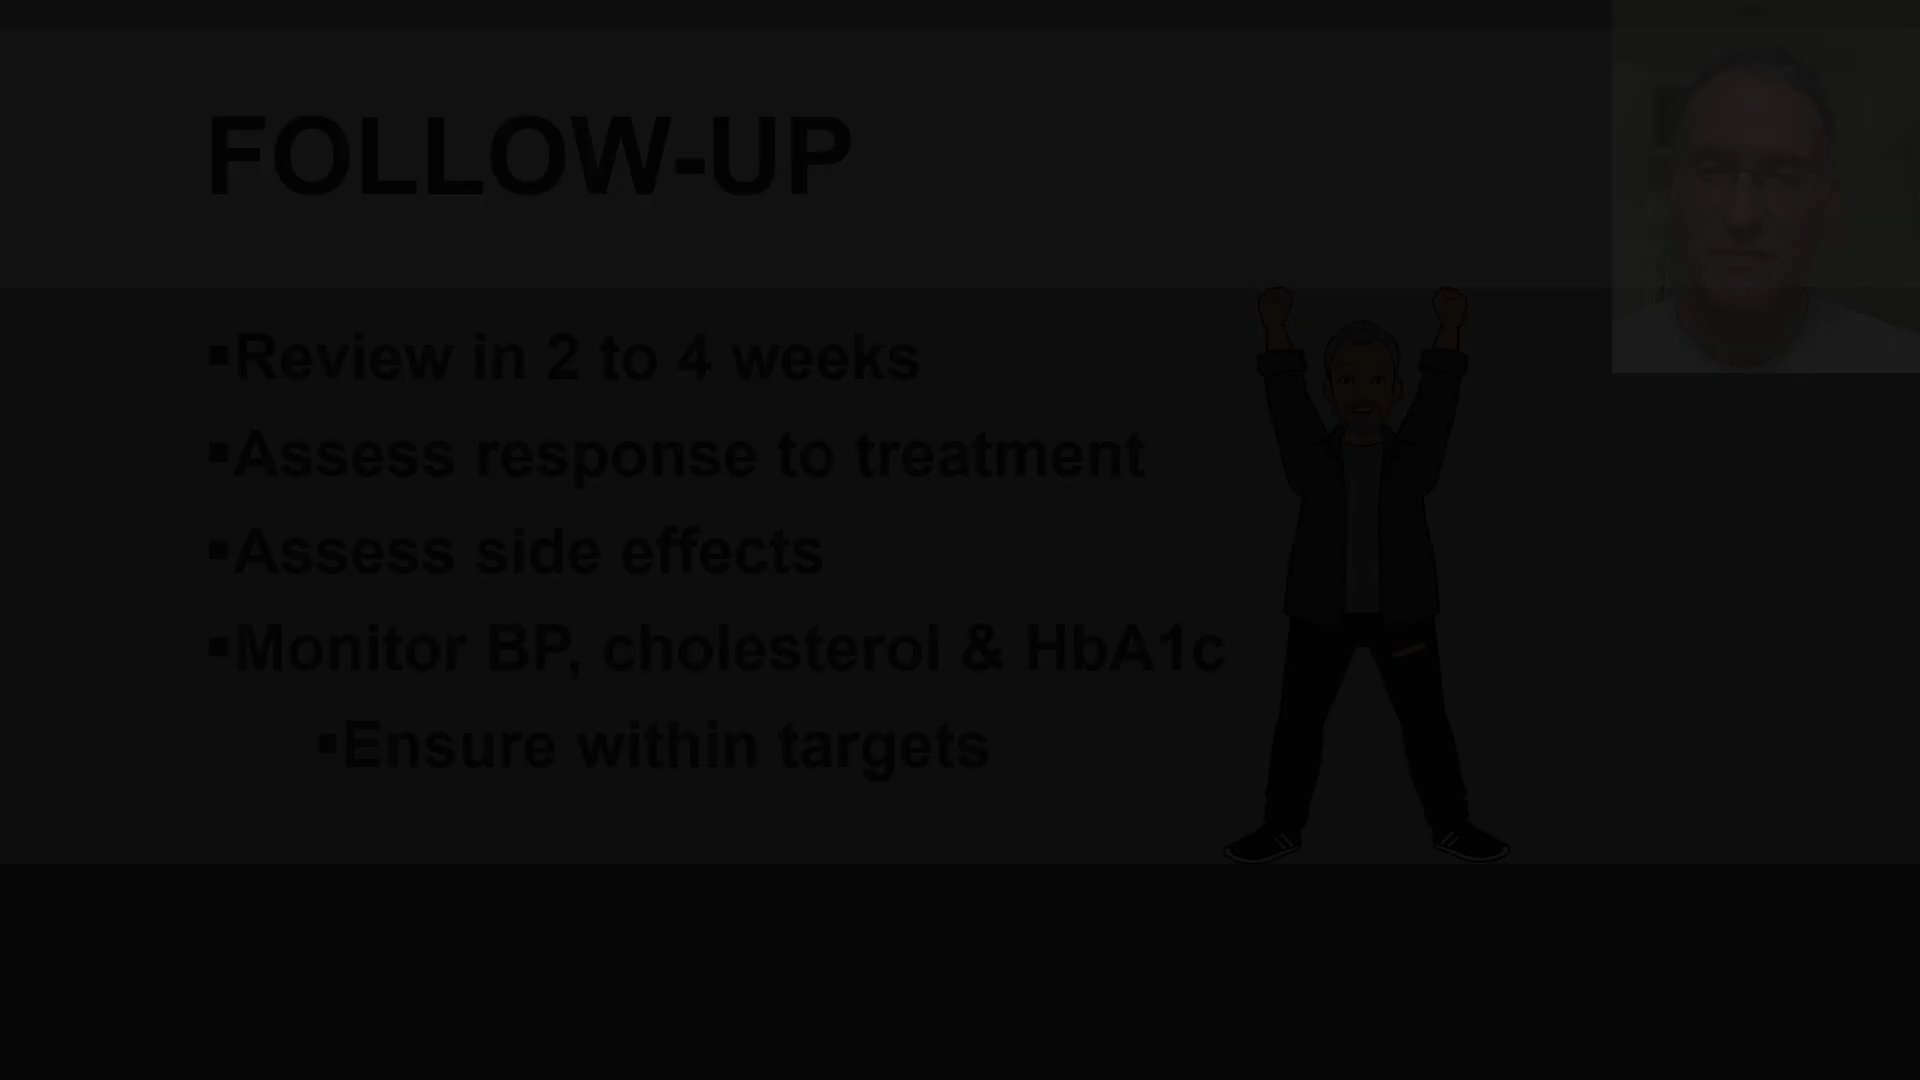 FOLLOW-UP
▪Review in 2 to 4 weeks
▪Assess response to treatment
▪Assess side effects
▪Monitor BP, cholesterol & HbA1c
▪Ensure within targets